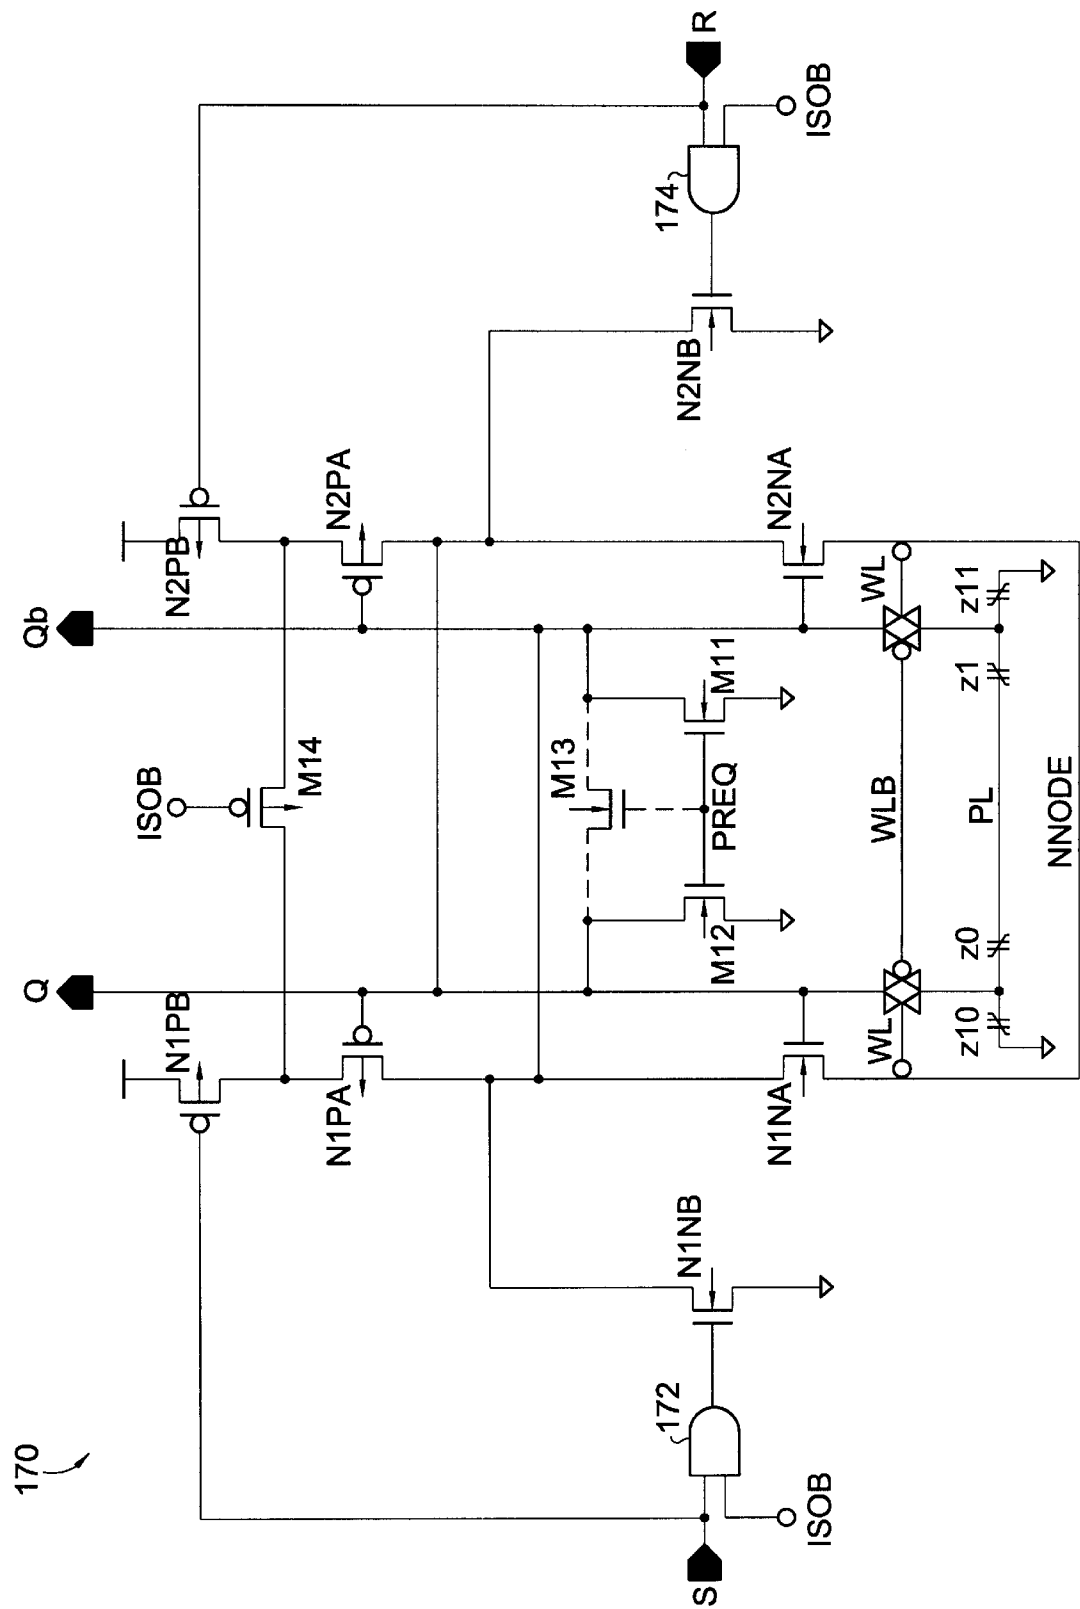 170
S
ISOB
172
N1NB
N1PB
N1PA
N1NA
Q
ISOB
M14
M13
M12
PREQ
M11
WL
WLB
WL
z10
z0
PL
z1
z11
NNODE
Qb
N2PB
N2PA
N2NA
N2NB
174
R
ISOB